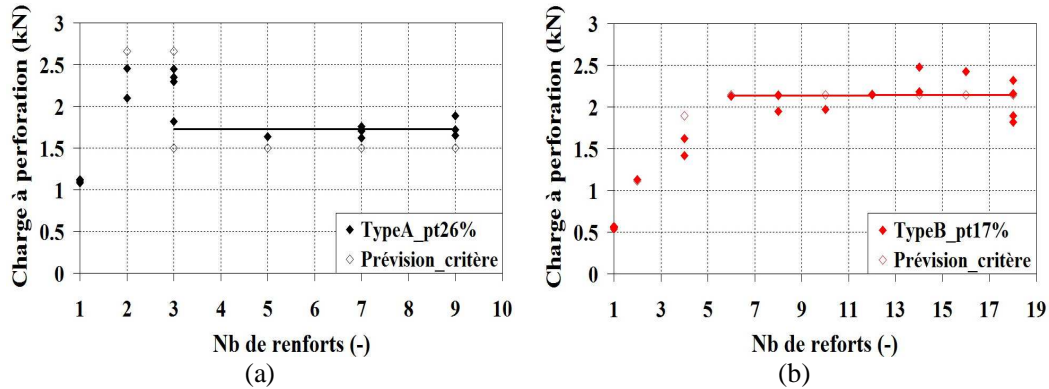 Charge à perforation (kN)
3
2.5
2
1.5
1
0.5
0
1 2 3 4 5 6 7 8 9 10
Nb de renforts (-)
TypeA_pt26%
Prévision_critère
(a)
Charge à perforation (kN)
3
2.5
2
1.5
1
0.5
0
1 3 5 7 9 11 13 15 17 19
Nb de reforts (-)
TypeB_pt17%
Prévision_critère
(b)